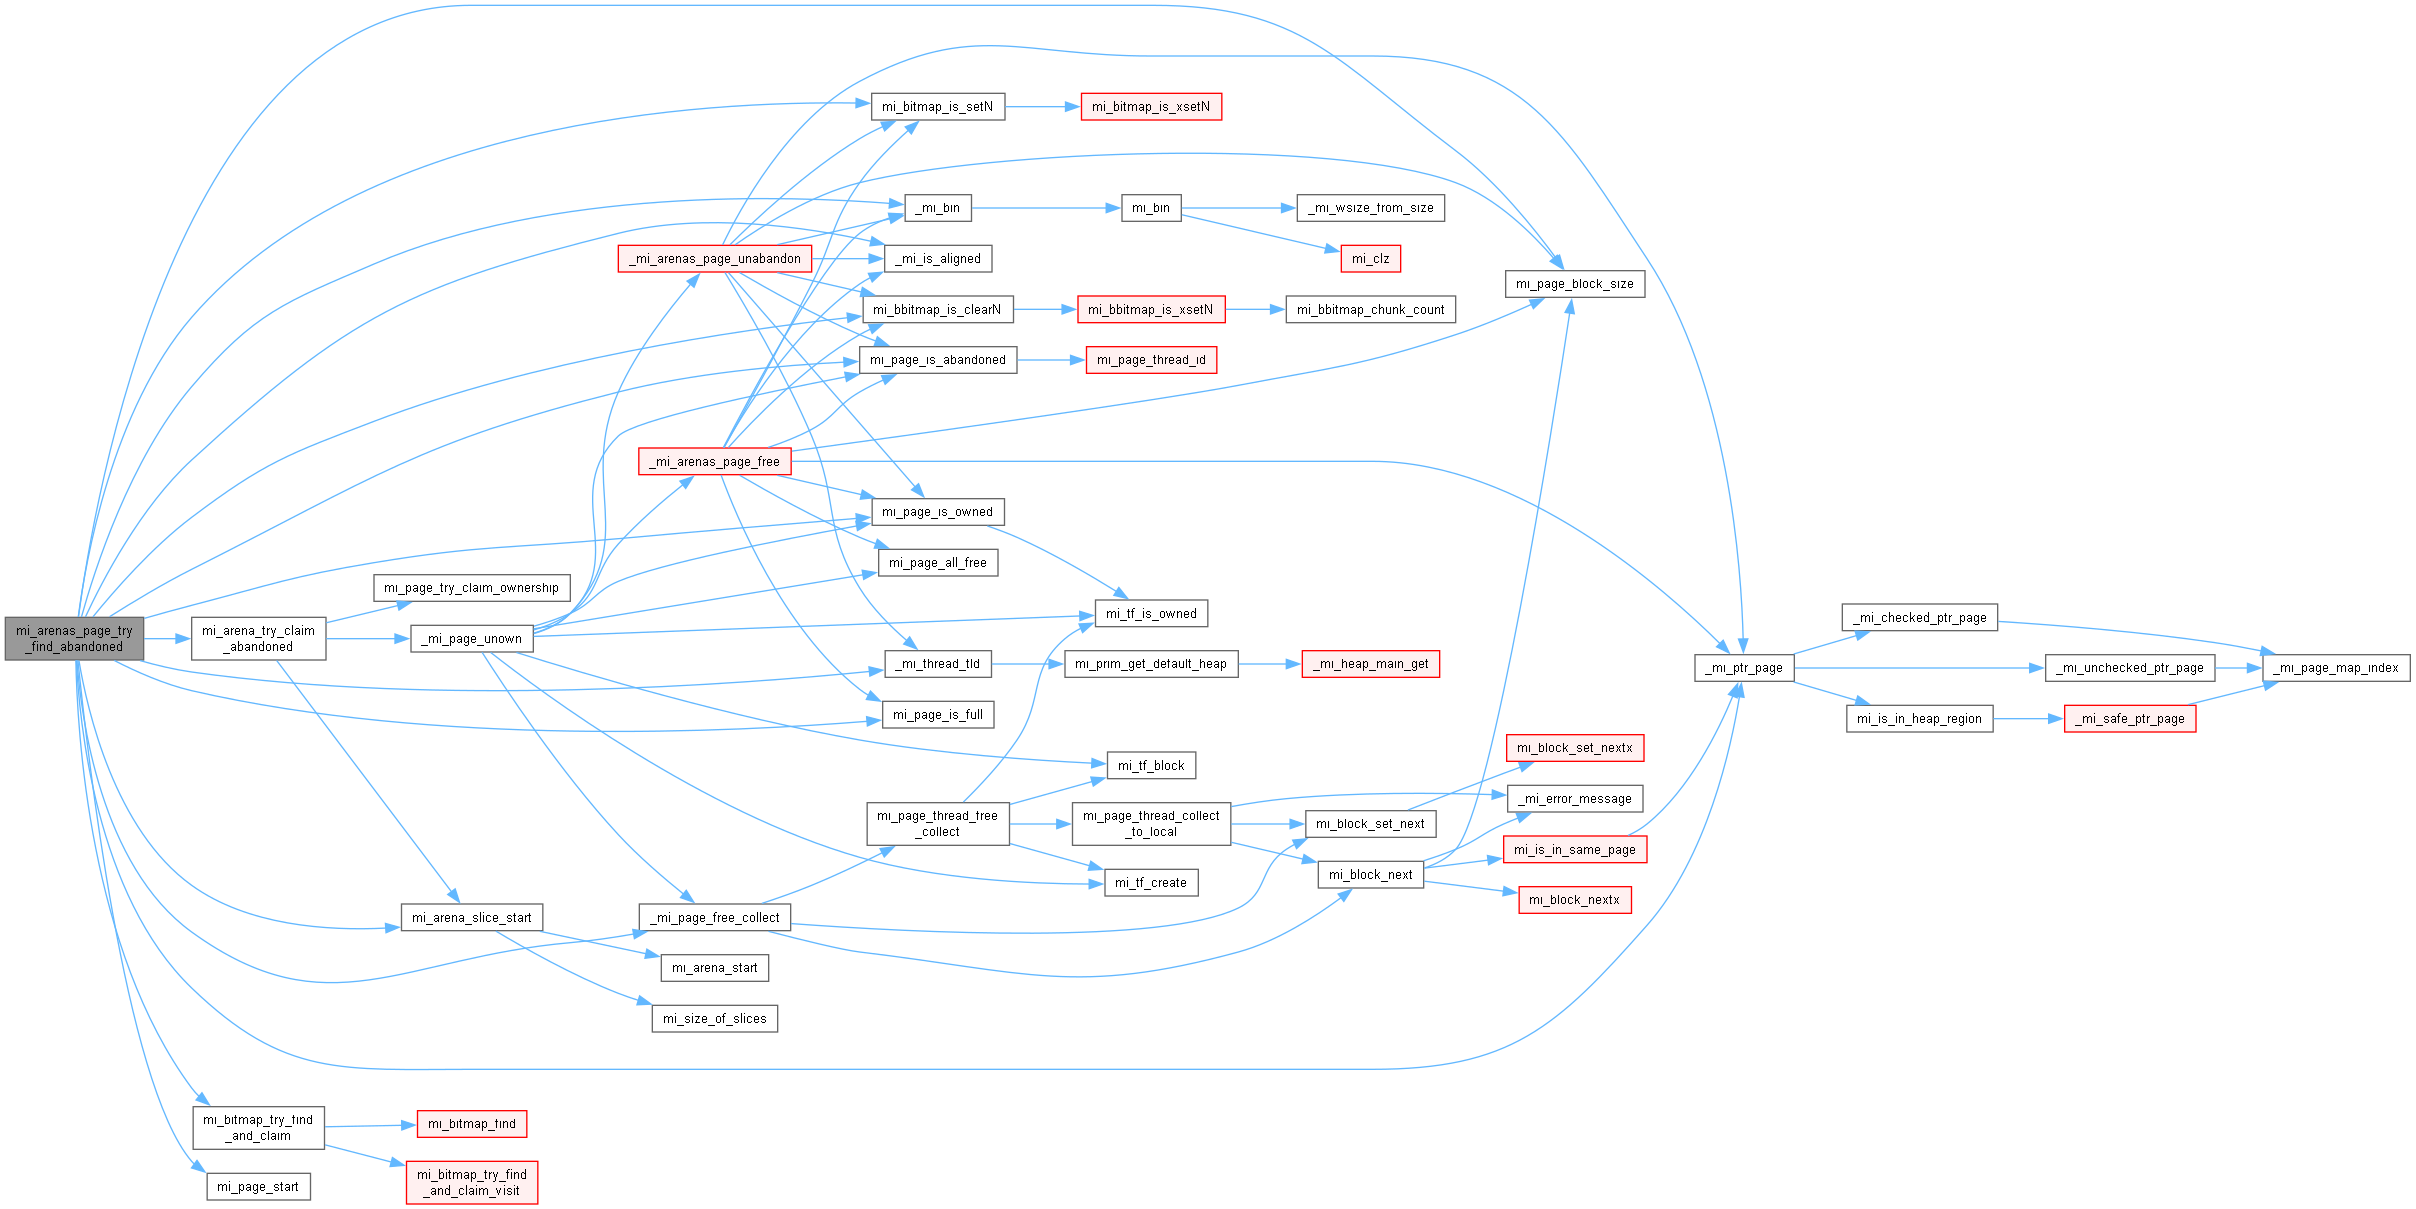 mi_bitmap_is_setN
mi_bitmap_is_xsetN
_mi_bin
mi_bin
_mi_wsize_from_size
_mi_arenas_page_unabandon
_mi_is_aligned
mi_clz
mi_page_block_size
mi_bbitmap_is_clearN
mi_bbitmap_is_xsetN
mi_bbitmap_chunk_count
mi_page_is_abandoned
mi_page_thread_id
_mi_arenas_page_free
mi_page_is_owned
mi_page_all_free
mi_page_try_claim_ownership
mi_tf_is_owned
_mi_checked_ptr_page
mi_arenas_page_try
_find_abandoned
mi_arena_try_claim
_abandoned
_mi_page_unown
_mi_thread_tld
mi_prim_get_default_heap
_mi_heap_main_get
_mi_ptr_page
_mi_unchecked_ptr_page
_mi_page_map_index
mi_page_is_full
mi_is_in_heap_region
_mi_safe_ptr_page
mi_tf_block
mi_block_set_nextx
_mi_error_message
mi_page_thread_free
_collect
mi_page_thread_collect
_to_local
mi_block_set_next
mi_is_in_same_page
mi_tf_create
mi_block_next
mi_block_nextx
mi_arena_slice_start
_mi_page_free_collect
mi_arena_start
mi_size_of_slices
mi_bitmap_try_find
_and_claim
mi_bitmap_find
mi_bitmap_try_find
_and_claim_visit
mi_page_start